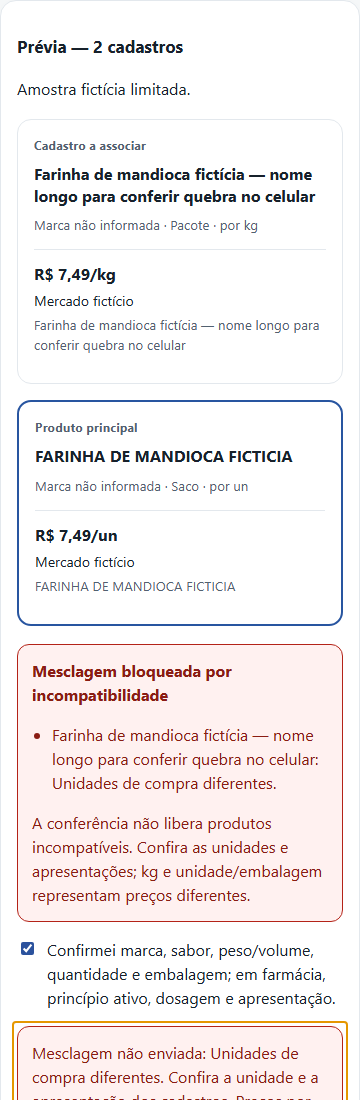 Prévia — 2 cadastros
Amostra fictícia limitada.
Cadastro a associar
Farinha de mandioca fictícia — nome
longo para conferir quebra no celular
Marca não informada · Pacote · por kg
R$ 7,49/kg
Mercado fictício
Farinha de mandioca fictícia — nome longo para
conferir quebra no celular
Produto principal
FARINHA DE MANDIOCA FICTICIA
Marca não informada · Saco · por un
R$ 7,49/un
Mercado fictício
FARINHA DE MANDIOCA FICTICIA
Mesclagem bloqueada por
incompatibilidade
• Farinha de mandioca fictícia — nome
longo para conferir quebra no celular:
Unidades de compra diferentes.
A conferência não libera produtos
incompatíveis. Confira as unidades e
apresentações; kg e unidade/embalagem
representam preços diferentes.
Confirmei marca, sabor, peso/volume,
quantidade e embalagem; em farmácia,
princípio ativo, dosagem e apresentação.
Mesclagem não enviada: Unidades de
compra diferentes. Confira a unidade e a